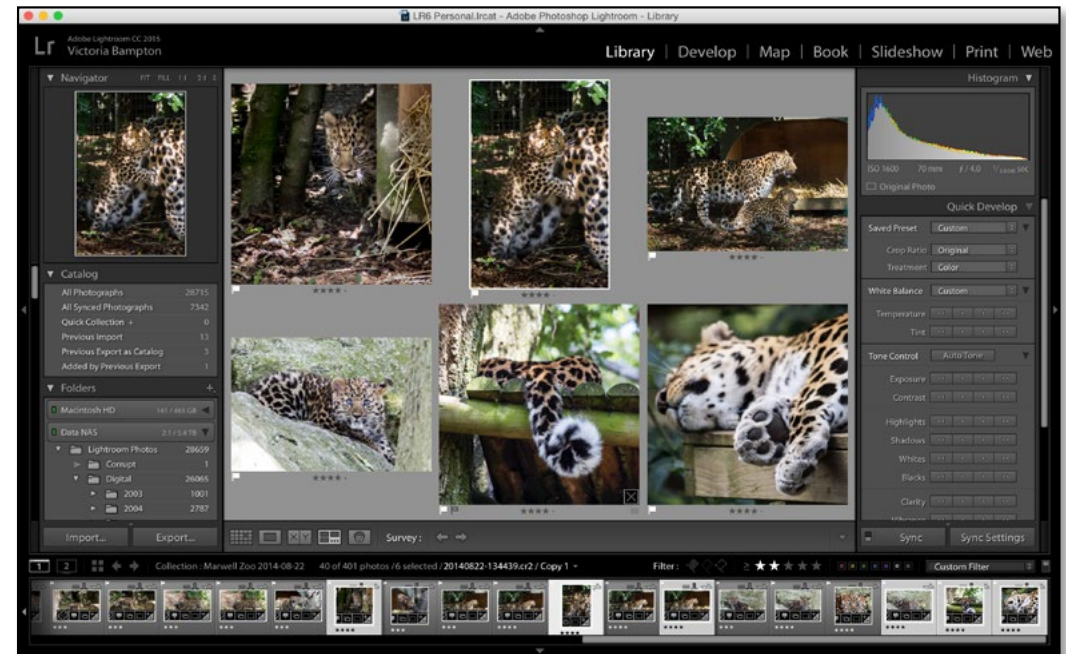 LR6 Personal.lrcat - Adobe Photoshop Lightroom - Library
Lr
Adobe Lightroom CC 2015
Victoria Bampton
Library | Develop | Map | Book | Slideshow | Print | Web
Navigator FIT FILL 1:1
Catalog
All Photographs 28715
All Synced Photographs 7342
Quick Collection + 0
Previous Import 13
Previous Export as Catalog 3
Added by Previous Export 1
Folders +
Macintosh HD
Data NAS
Lightroom Photos 28659
Corrupt 1
Digital 26065
2003 1001
2004 2787
Import... Export...
Survey:
Histogram
ISO 1600 70 mm f / 4.0
Original Photo
Quick Develop
Saved Preset Custom
Crop Ratio Original
Treatment Color
White Balance Custom
Temperature
Tint
Tone Control Auto Tone
Exposure
Contrast
Highlights
Shadows
Whites
Blacks
Clarity
Sync Sync Settings
1 2 Collection : Marwell Zoo 2014-08-22 40 of 401 photos /6 selected / 20140822-134439.cr2 / Copy 1 Filter : ≥ ★★★★★ Custom Filter